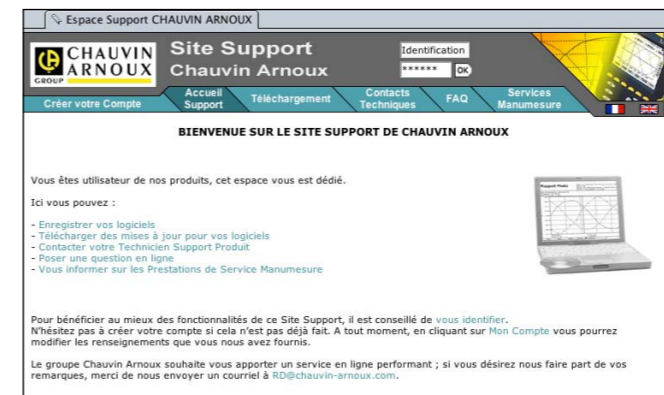 Espace Support CHAUVIN ARNOUX
CHAUVIN
ARNOUX
GROUP
Site Support
Chauvin Arnoux
Identification
****** OK
Créer votre Compte
Accueil
Support
Téléchargement
Contacts
Techniques
FAQ
Services
Manumesure
BIENVENUE SUR LE SITE SUPPORT DE CHAUVIN ARNOUX
Vous êtes utilisateur de nos produits, cet espace vous est dédié.
Ici vous pouvez :
- Enregistrer vos logiciels
- Télécharger des mises à jour pour vos logiciels
- Contacter votre Technicien Support Produit
- Poser une question en ligne
- Vous informer sur les Prestations de Service Manumesure
Pour bénéficier au mieux des fonctionnalités de ce Site Support, il est conseillé de vous identifier.
N'hésitez pas à créer votre compte si cela n'est pas déjà fait. A tout moment, en cliquant sur Mon Compte vous pourrez
modifier les renseignements que vous nous avez fournis.
Le groupe Chauvin Arnoux souhaite vous apporter un service en ligne performant ; si vous désirez nous faire part de vos
remarques, merci de nous envoyer un courriel à RD@chauvin-arnoux.com.